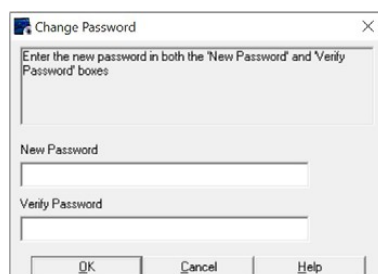 Change Password
Enter the new password in both the 'New Password' and 'Verify
Password' boxes
New Password
Verify Password
OK Cancel Help